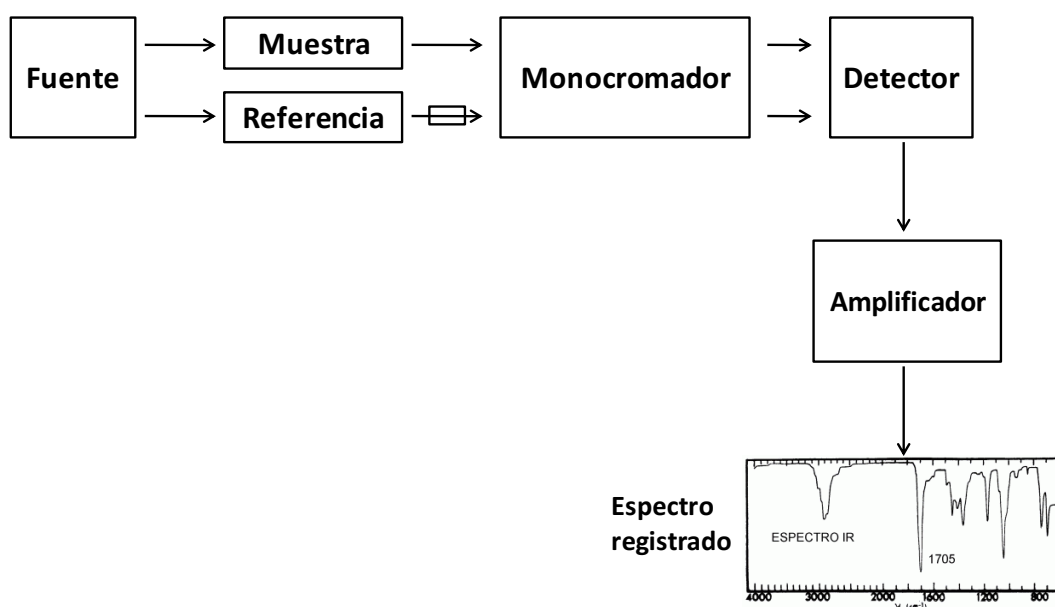 Fuente
Muestra
Referencia
Monocromador
Detector
Amplificador
Espectro
registrado
ESPECTRO IR
1705
4000 3000 2000 1600 1200 800